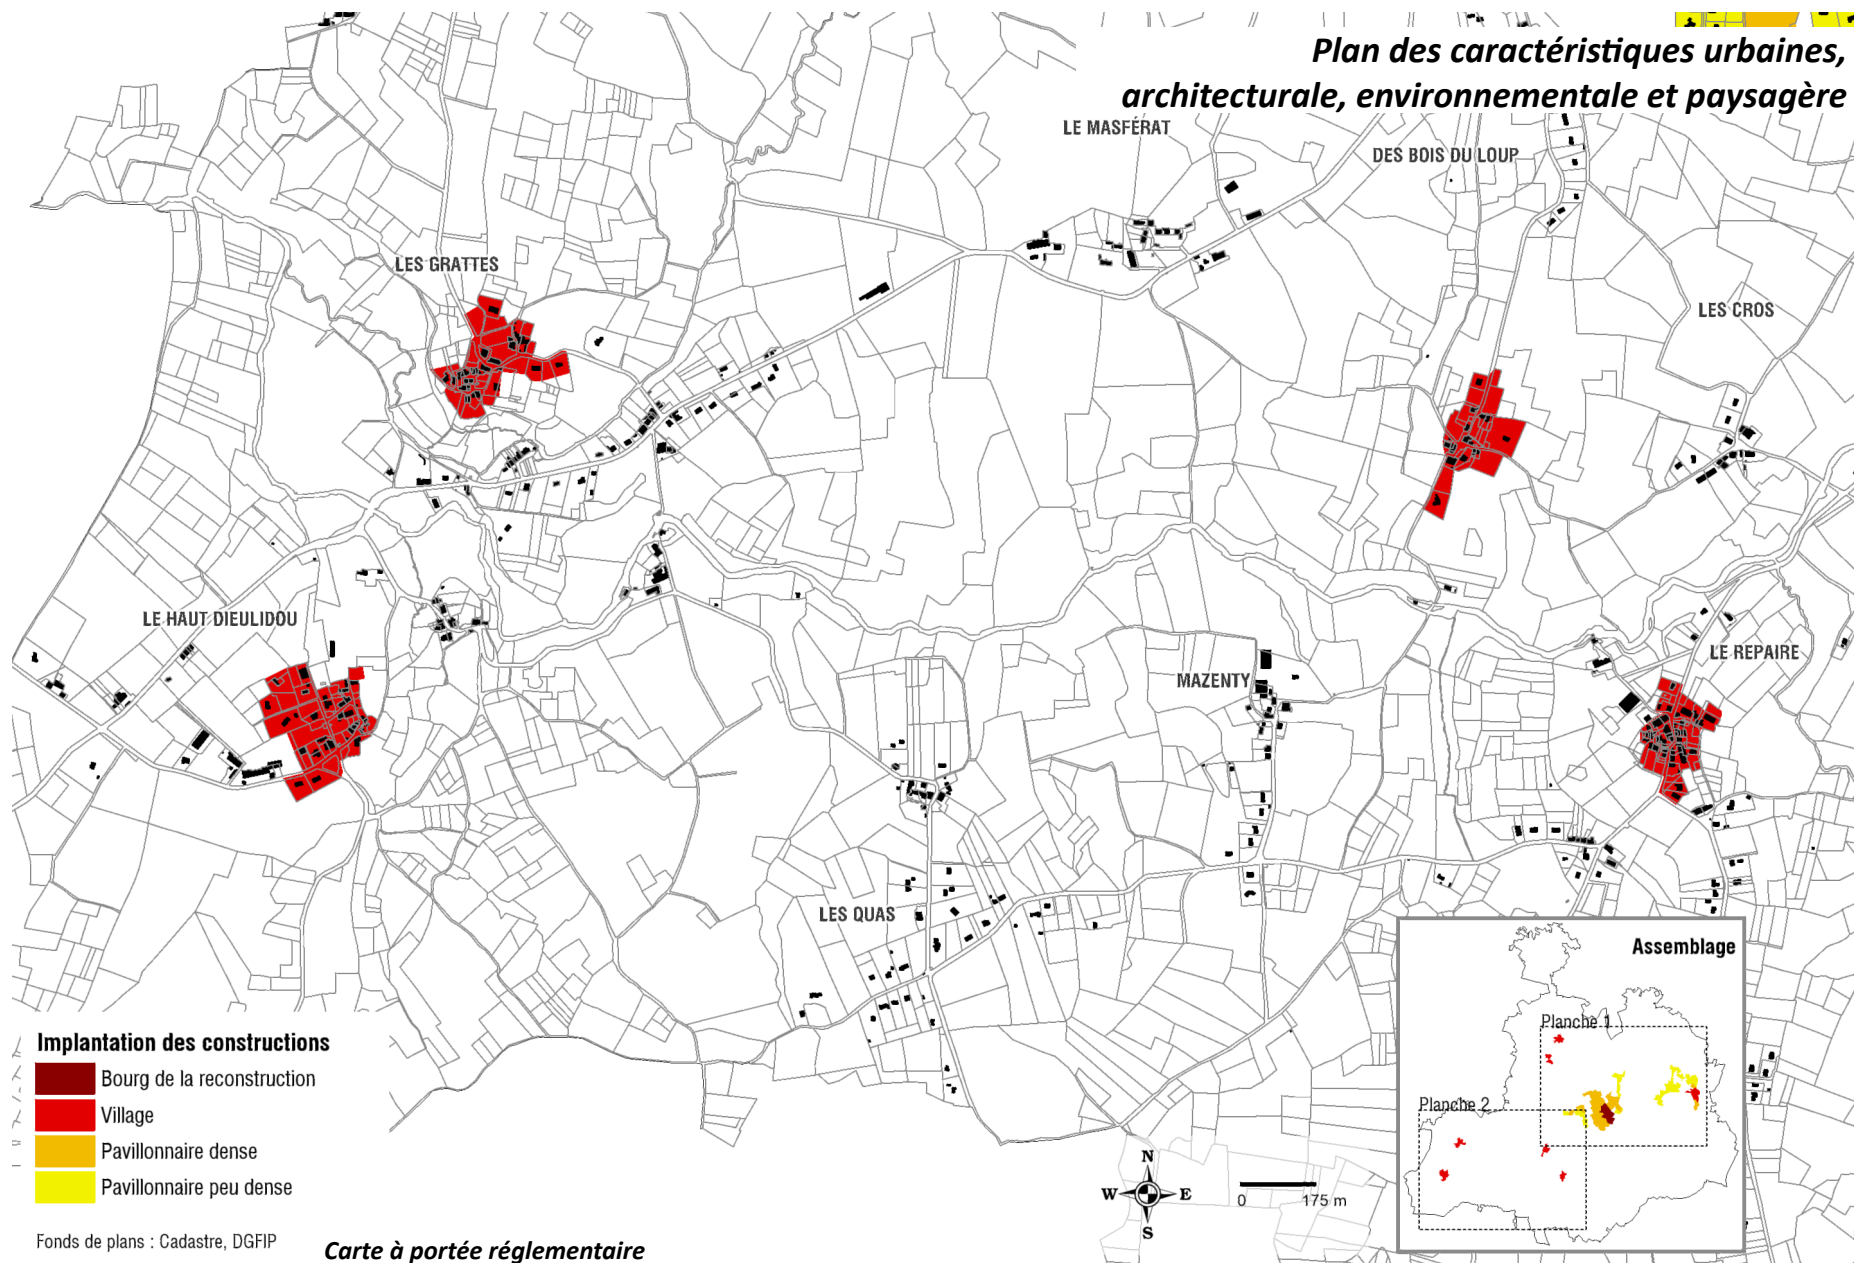 Plan des caractéristiques urbaines,
architecturale, environnementale et paysagère
LE MASFÉRAT
DES BOIS DU LOUP
LES GRATTES
LES CROS
LE HAUT DIEULIDOU
LE REPAIRE
MAZENTY
LES QUAS
Assemblage
Planche 1
Planche 2
Implantation des constructions
Bourg de la reconstruction
Village
Pavillonnaire dense
Pavillonnaire peu dense
N
W E
S
0 175 m
Fonds de plans : Cadastre, DGFIP
Carte à portée réglementaire